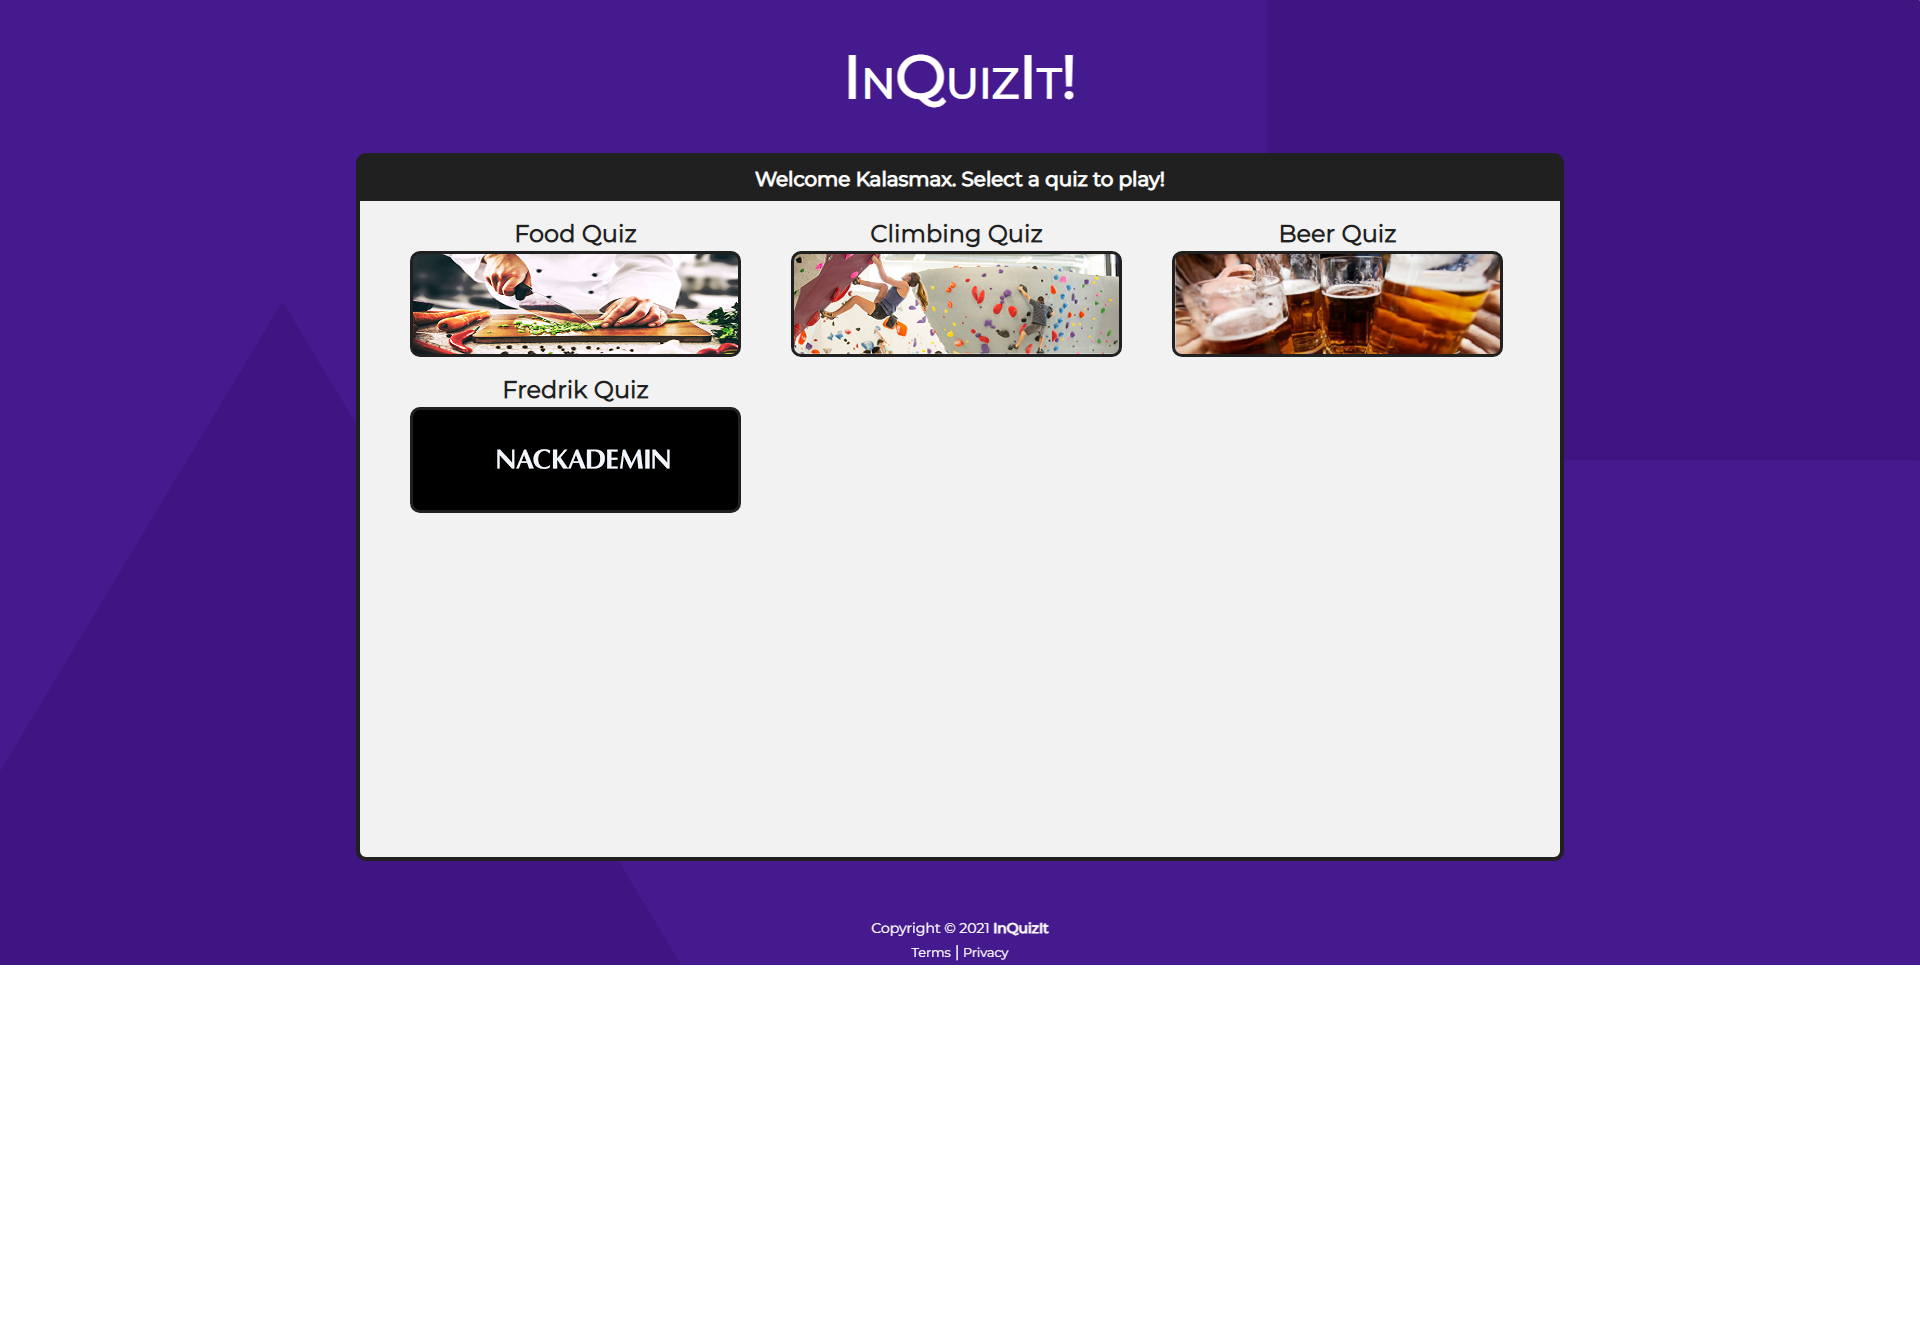 InQuizIt!
Welcome Kalasmax. Select a quiz to play!
Food Quiz
Climbing Quiz
Beer Quiz
Fredrik Quiz
NACKADEMIN
Copyright © 2021 InQuizIt
Terms | Privacy